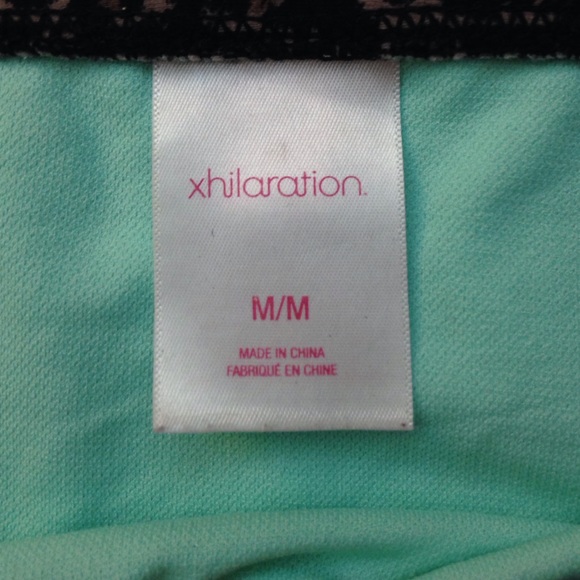 xhilaration.
M/M
MADE IN CHINA
FABRIQUÉ EN CHINE